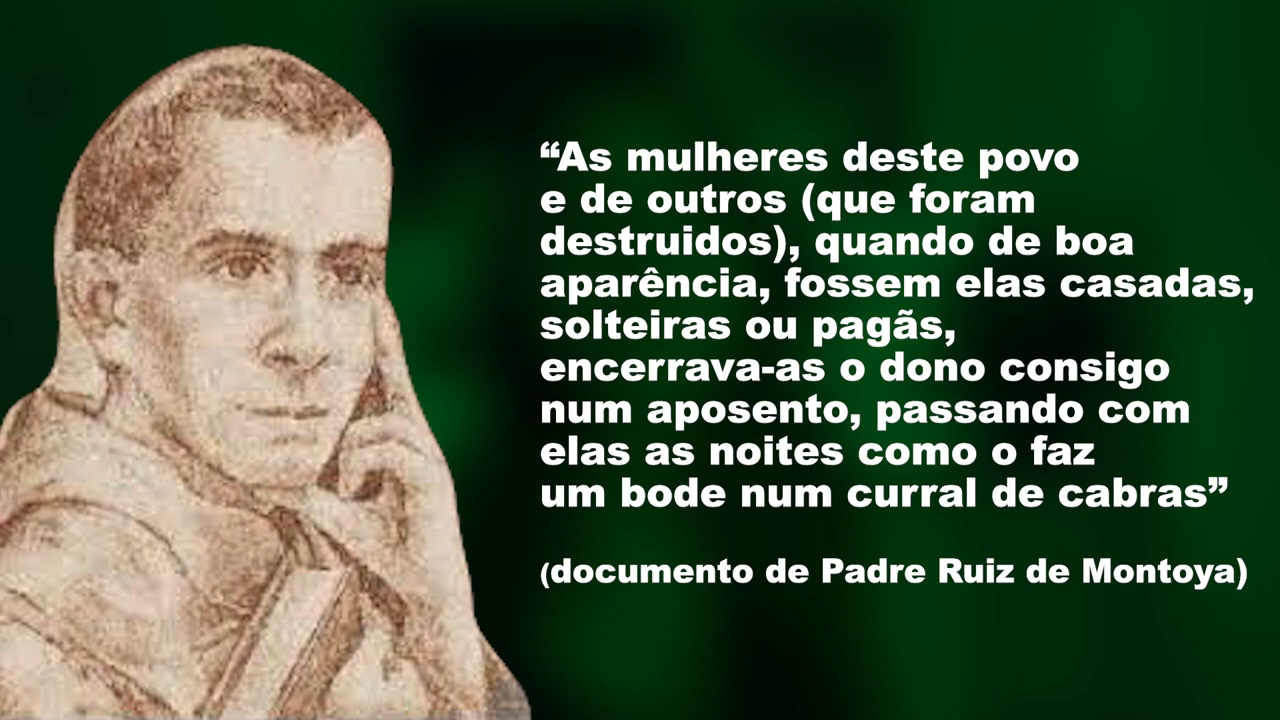 “As mulheres deste povo
e de outros (que foram
destruidos), quando de boa
aparência, fossem elas casadas,
solteiras ou pagãs,
encerrava-as o dono consigo
num aposento, passando com
elas as noites como o faz
um bode num curral de cabras”
(documento de Padre Ruiz de Montoya)